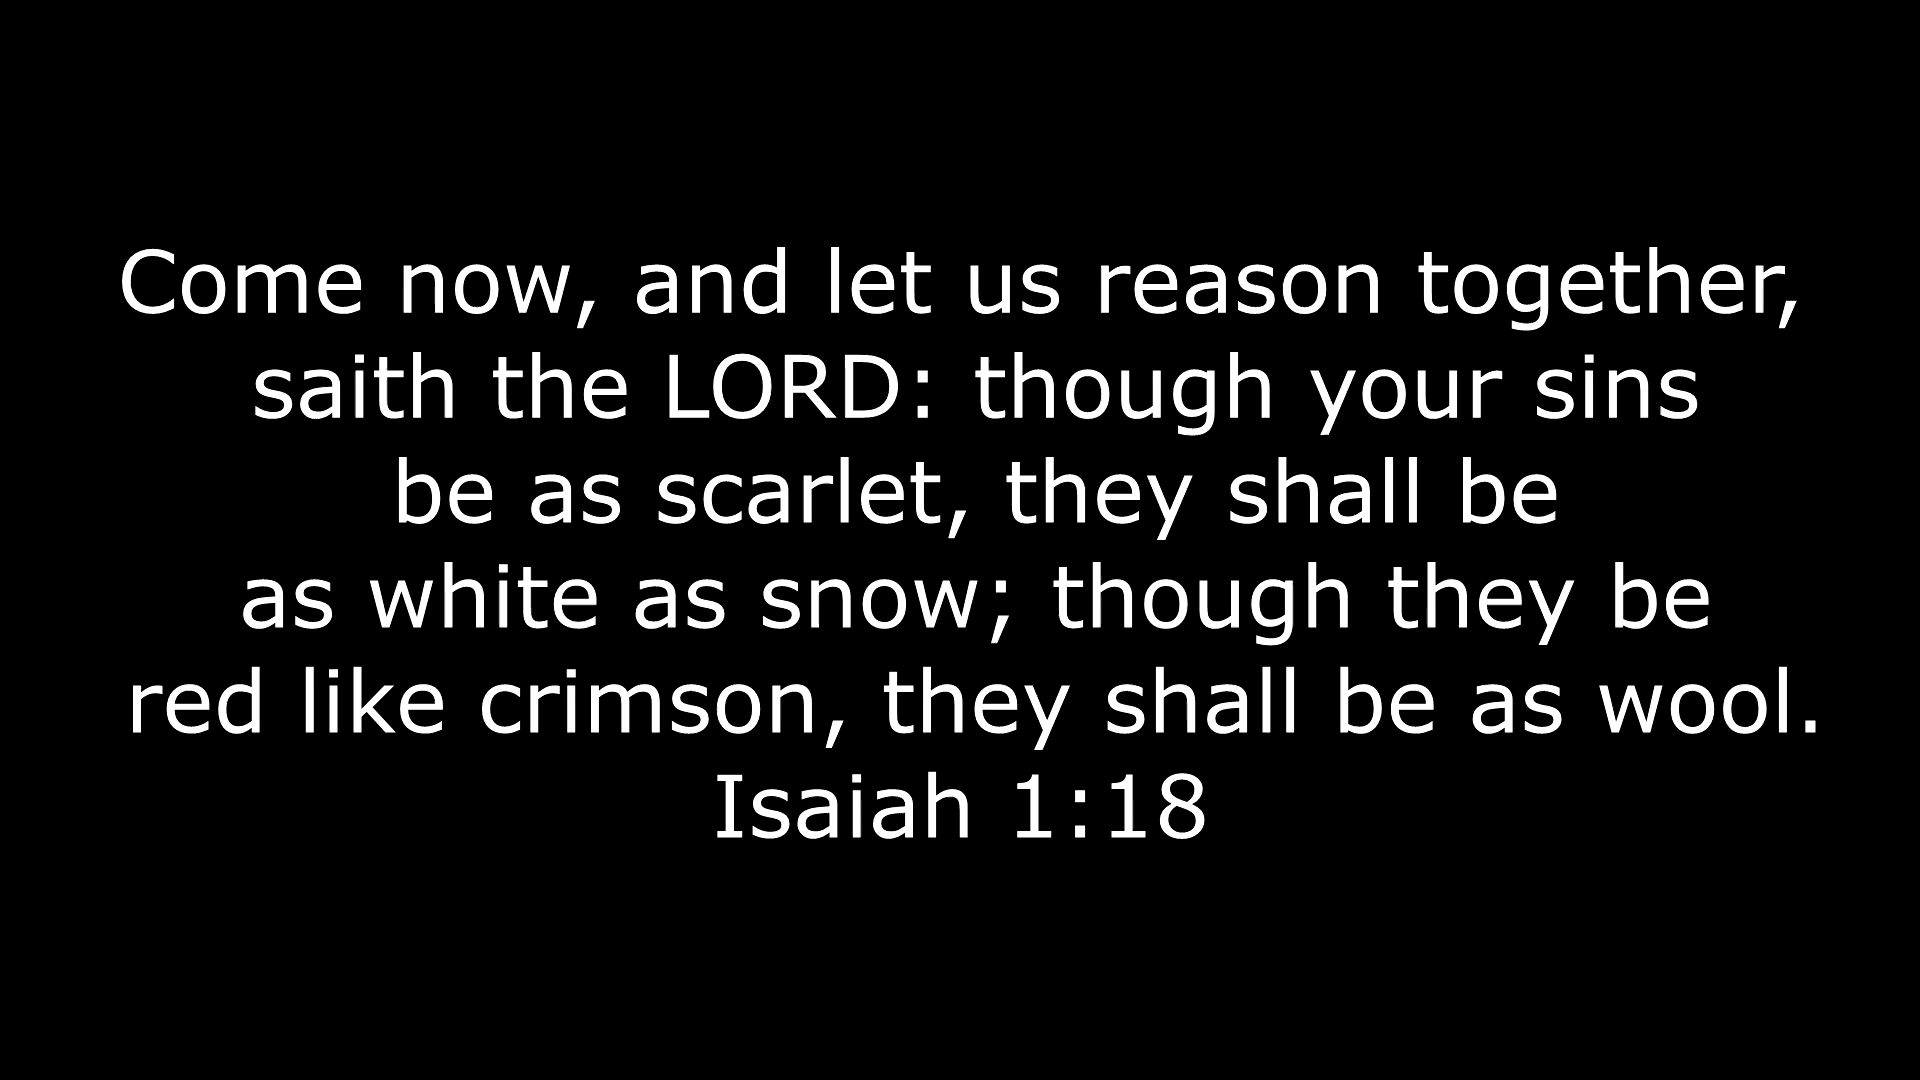 Come now, and let us reason together,
saith the LORD: though your sins
be as scarlet, they shall be
as white as snow; though they be
red like crimson, they shall be as wool.
Isaiah 1:18